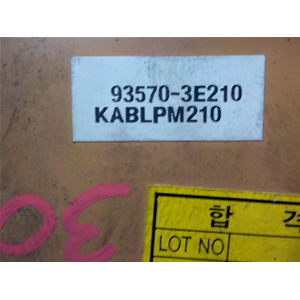 93570-3E210
KABLPM210
30
합 격
LOT NO